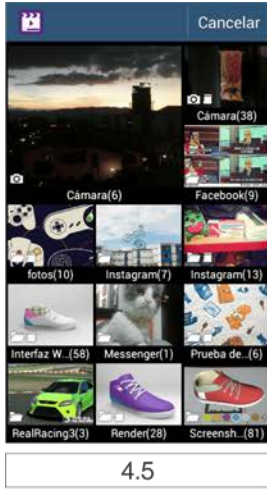 Cancelar
Cámara(38)
Cámara(6)
Facebook(9)
fotos(10)
Instagram(7)
Instagram(13)
Interfaz W...(58)
Messenger(1)
Prueba de...(6)
RealRacing3(3)
Render(28)
Screensh...(81)
4.5